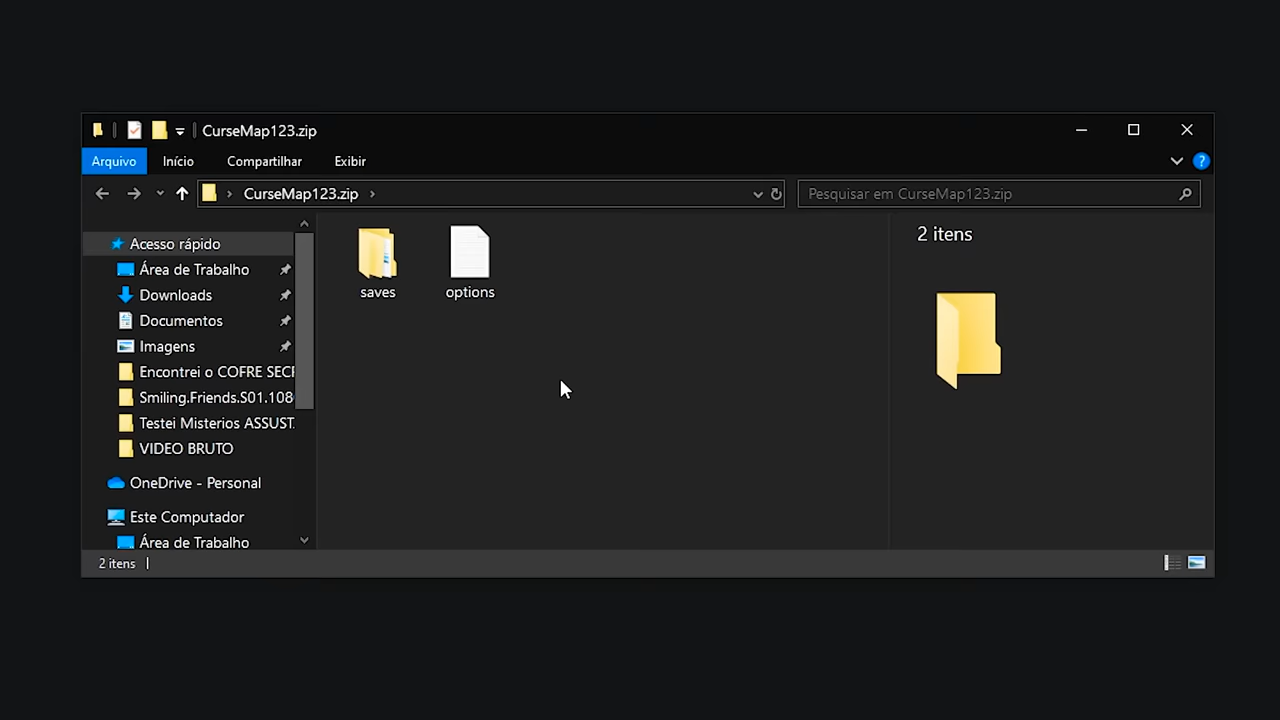 CurseMap123.zip
Arquivo Início Compartilhar Exibir
CurseMap123.zip
Pesquisar em CurseMap123.zip
Acesso rápido
Área de Trabalho
Downloads
Documentos
Imagens
Encontrei o COFRE SECR
Smiling.Friends.S01.108
Testei Misterios ASSUST
VIDEO BRUTO
OneDrive - Personal
Este Computador
Área de Trabalho
saves
options
2 itens
2 itens